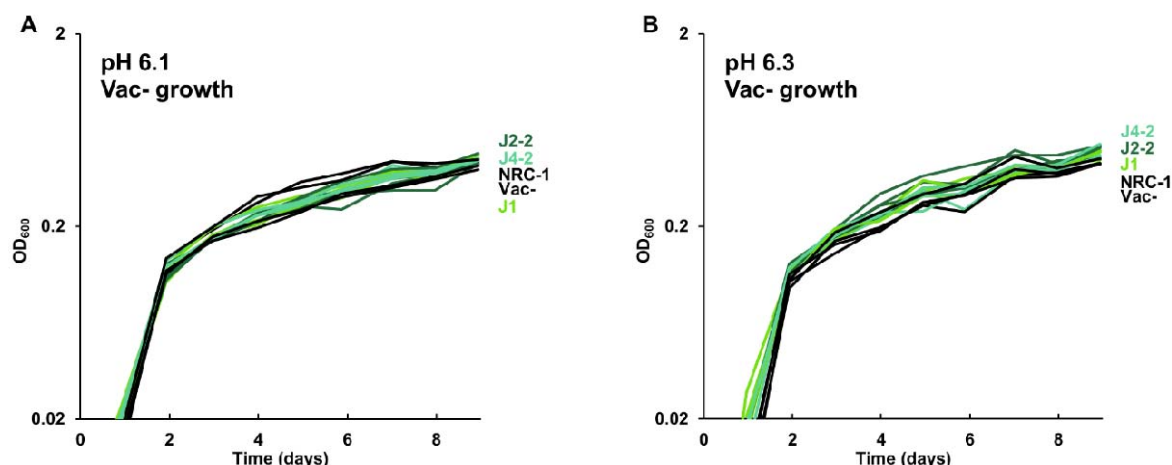 A
2
pH 6.1
Vac- growth
J2-2
J4-2
NRC-1
Vac-
J1
OD600
0.2
0.02
0
2
4
6
8
Time (days)
B
2
pH 6.3
Vac- growth
J4-2
J2-2
J1
NRC-1
Vac-
OD600
0.2
0.02
0
2
4
6
8
Time (days)